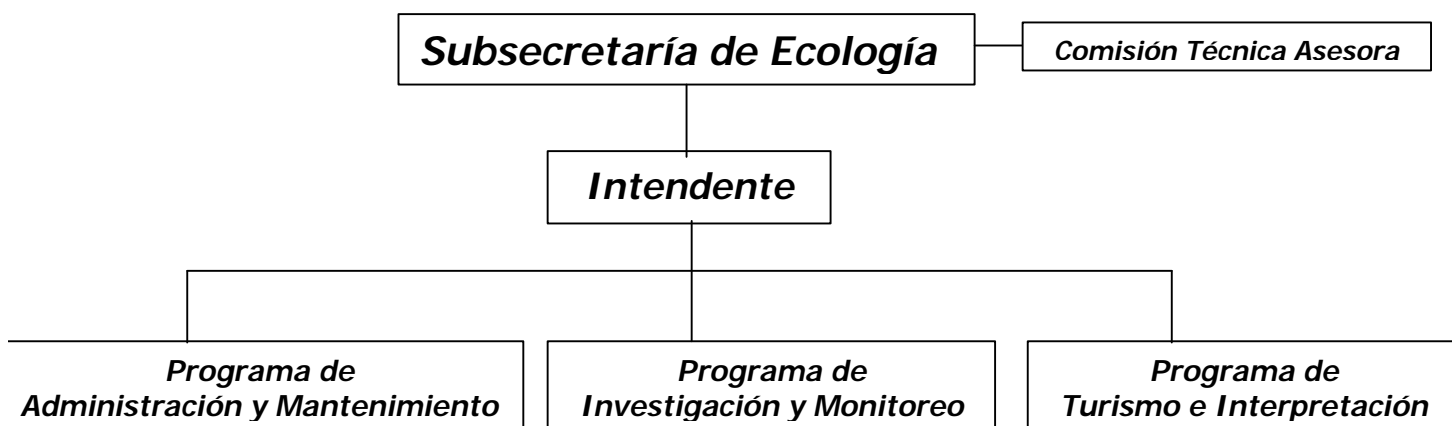 Subsecretaría de Ecología
Comisión Técnica Asesora
Intendente
Programa de
Administración y Mantenimiento
Programa de
Investigación y Monitoreo
Programa de
Turismo e Interpretación